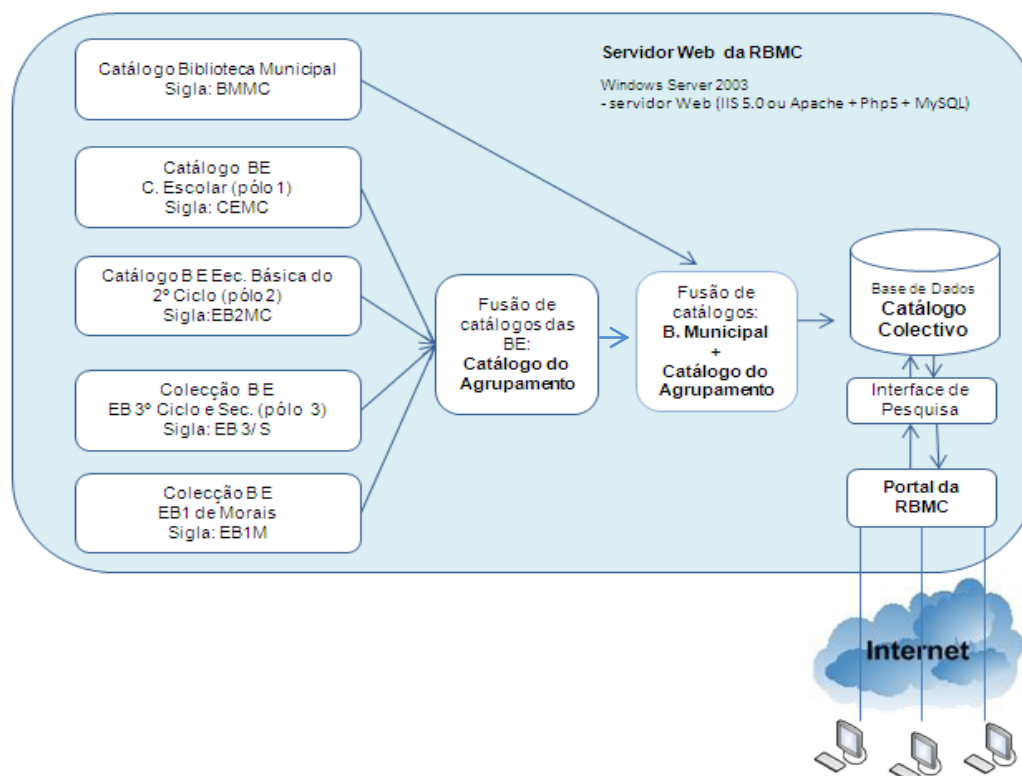 Servidor Web da RBMC
Windows Server 2003
- servidor Web (IIS 5.0 ou Apache + Php5 + MySQL)
Catálogo Biblioteca Municipal
Sigla: BMMC
Catálogo BE
C. Escolar (pólo 1)
Sigla: CEMC
Catálogo B E Eec. Básica do
2º Ciclo (pólo 2)
Sigla:EB2MC
Colecção B E
EB 3º Ciclo e Sec. (pólo 3)
Sigla: EB 3/ S
Colecção B E
EB1 de Morais
Sigla: EB1M
Fusão de
catálogos das
BE:
Catálogo do
Agrupamento
Fusão de
catálogos:
B. Municipal
+
Catálogo do
Agrupamento
Base de Dados
Catálogo
Colectivo
Interface de
Pesquisa
Portal da
RBMC
Internet